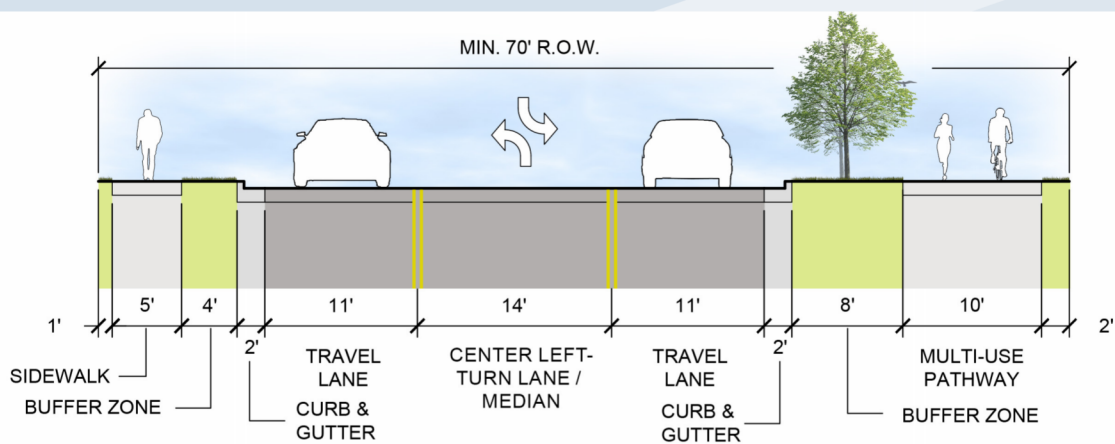 MIN. 70' R.O.W.
1'
5'
4'
2'
11'
14'
11'
2'
8'
10'
2'
SIDEWALK
BUFFER ZONE
CURB &
GUTTER
TRAVEL
LANE
CENTER LEFT-
TURN LANE /
MEDIAN
TRAVEL
LANE
CURB &
GUTTER
BUFFER ZONE
MULTI-USE
PATHWAY